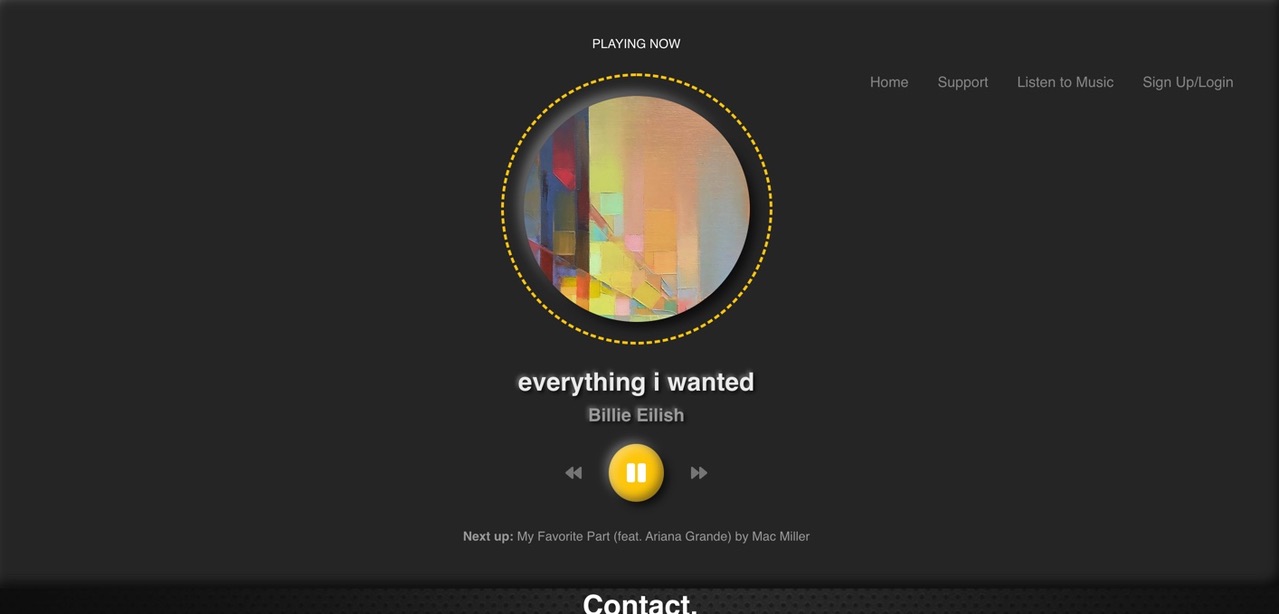 PLAYING NOW
Home Support Listen to Music Sign Up/Login
everything i wanted
Billie Eilish
Next up: My Favorite Part (feat. Ariana Grande) by Mac Miller
Contact.